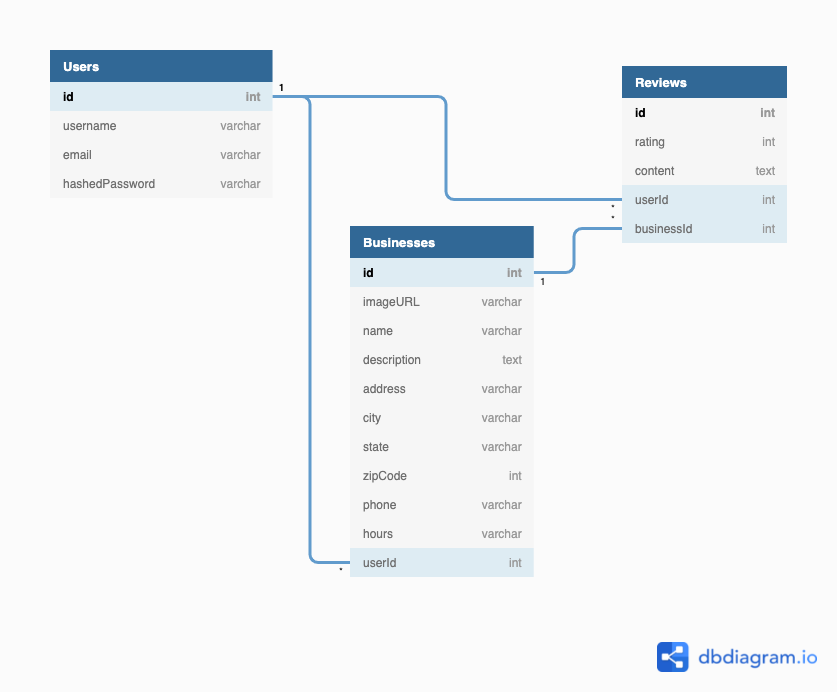 Users
id int
username varchar
email varchar
hashedPassword varchar
1
Reviews
id int
rating int
content text
userId int
businessId int
*
*
Businesses
id int
imageURL varchar
name varchar
description text
address varchar
city varchar
state varchar
zipCode int
phone varchar
hours varchar
userId int
1
*
dbdiagram.io